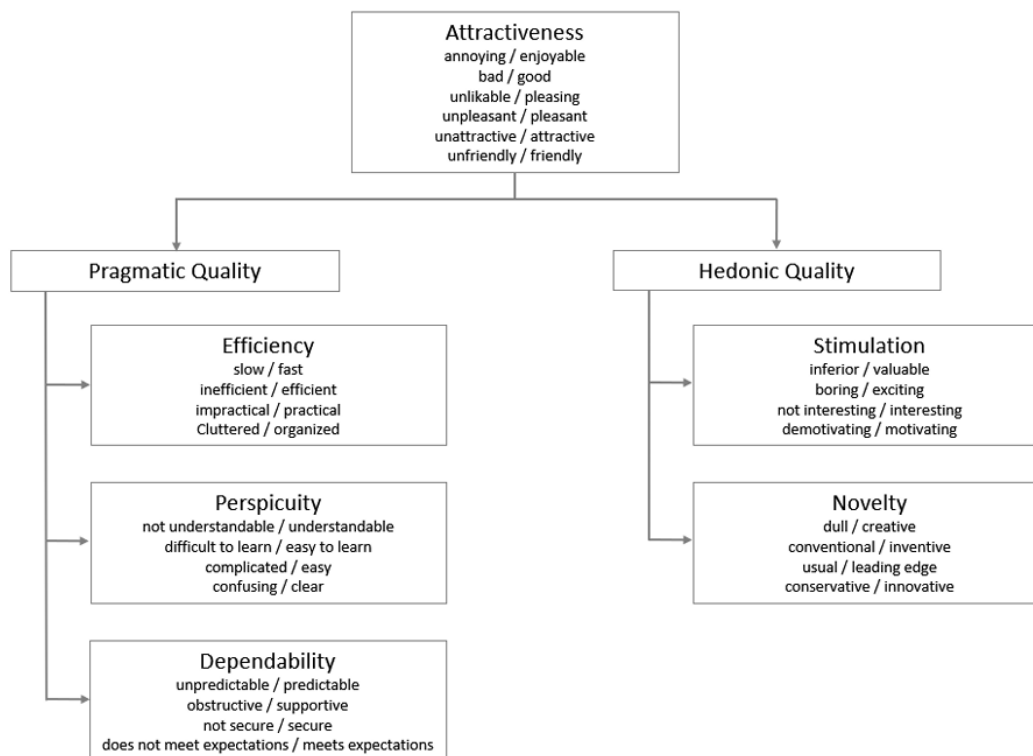 Attractiveness
annoying / enjoyable
bad / good
unlikable / pleasing
unpleasant / pleasant
unattractive / attractive
unfriendly / friendly
Pragmatic Quality
Hedonic Quality
Efficiency
slow / fast
inefficient / efficient
impractical / practical
Cluttered / organized
Stimulation
inferior / valuable
boring / exciting
not interesting / interesting
demotivating / motivating
Perspicuity
not understandable / understandable
difficult to learn / easy to learn
complicated / easy
confusing / clear
Novelty
dull / creative
conventional / inventive
usual / leading edge
conservative / innovative
Dependability
unpredictable / predictable
obstructive / supportive
not secure / secure
does not meet expectations / meets expectations